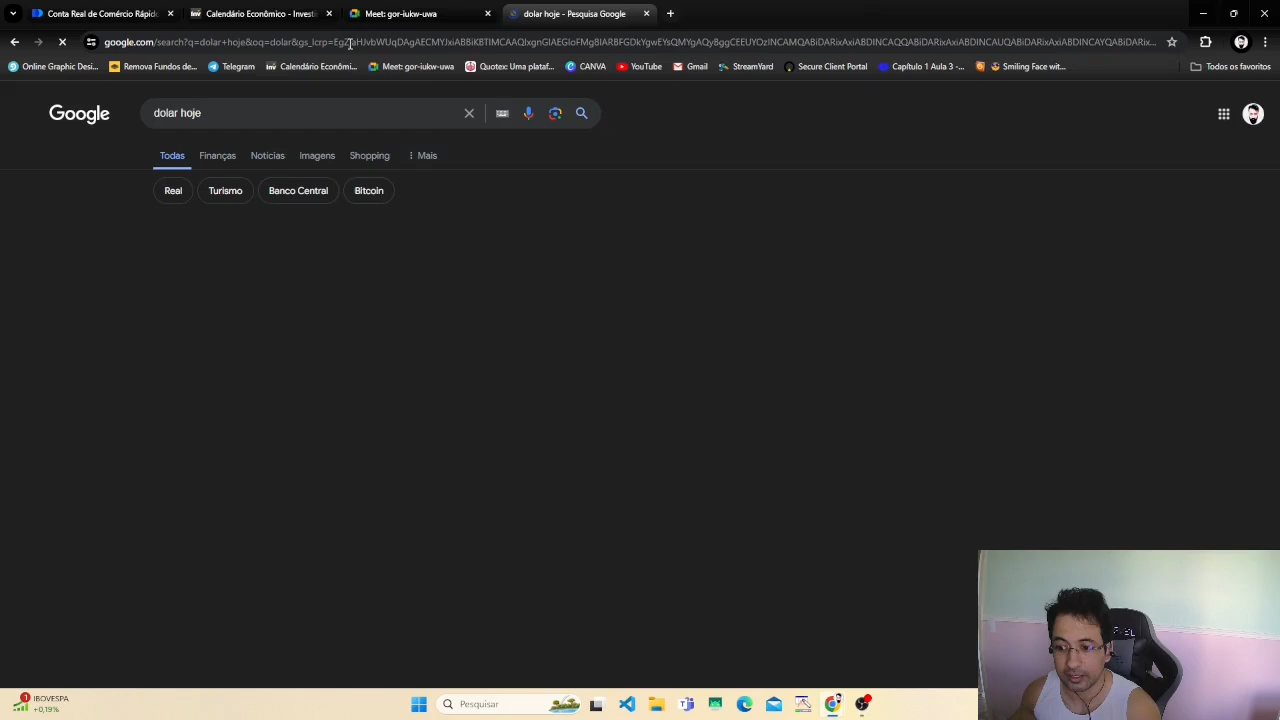 Conta Real de Comércio Rápido
Calendário Econômico - Investi
Meet: gor-iukw-uwa
dolar hoje - Pesquisa Google
google.com/search?q=dolar+hoje&oq=dolar&gs_lcrp=
Online Graphic Desi...
Remova Fundos de...
Telegram
Calendário Econômi...
Meet: gor-iukw-uwa
Quotex: Uma plataf...
CANVA
YouTube
Gmail
StreamYard
Secure Client Portal
Capítulo 1 Aula 3 -...
Smiling Face wit...
Todos os favoritos
Google
dolar hoje
Todas
Finanças
Notícias
Imagens
Shopping
Mais
Real
Turismo
Banco Central
Bitcoin
1
IBOVESPA
+0,19%
Pesquisar